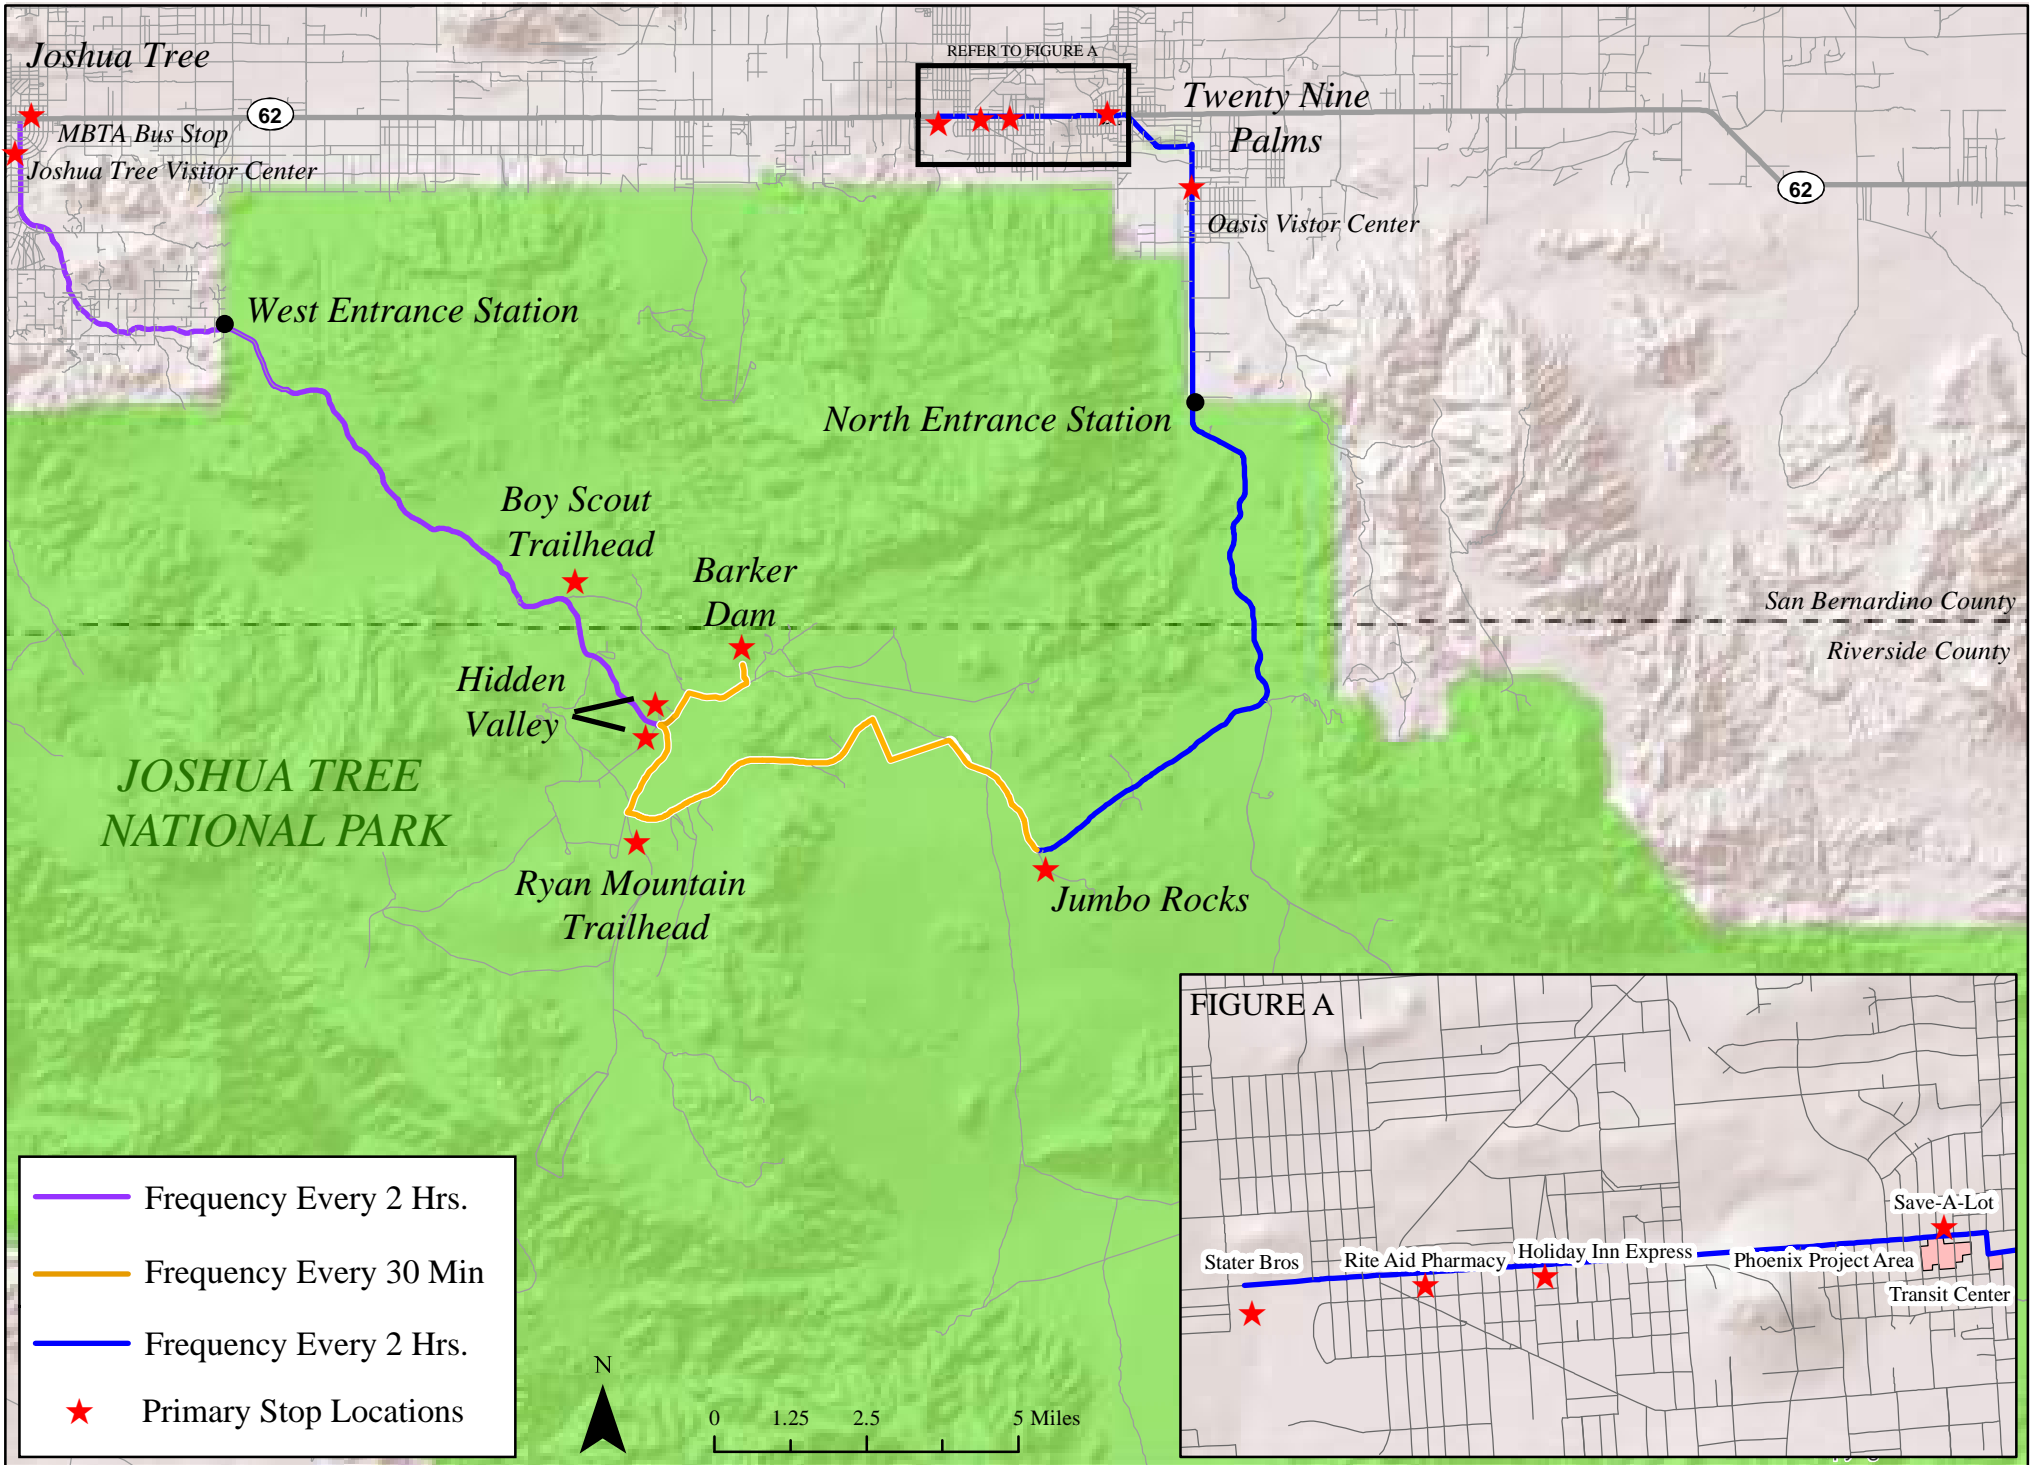 Joshua Tree
REFER TO FIGURE A
62
MBTA Bus Stop
Joshua Tree Visitor Center
Twenty Nine
Palms
62
Oasis Vistor Center
West Entrance Station
North Entrance Station
Boy Scout
Trailhead
Barker
Dam
San Bernardino County
Riverside County
Hidden
Valley
JOSHUA TREE
NATIONAL PARK
Ryan Mountain
Trailhead
Jumbo Rocks
FIGURE A
Save-A-Lot
Stater Bros
Rite Aid Pharmacy
Holiday Inn Express
Phoenix Project Area
Transit Center
Frequency Every 2 Hrs.
Frequency Every 30 Min
Frequency Every 2 Hrs.
Primary Stop Locations
N
0 1.25 2.5 5 Miles